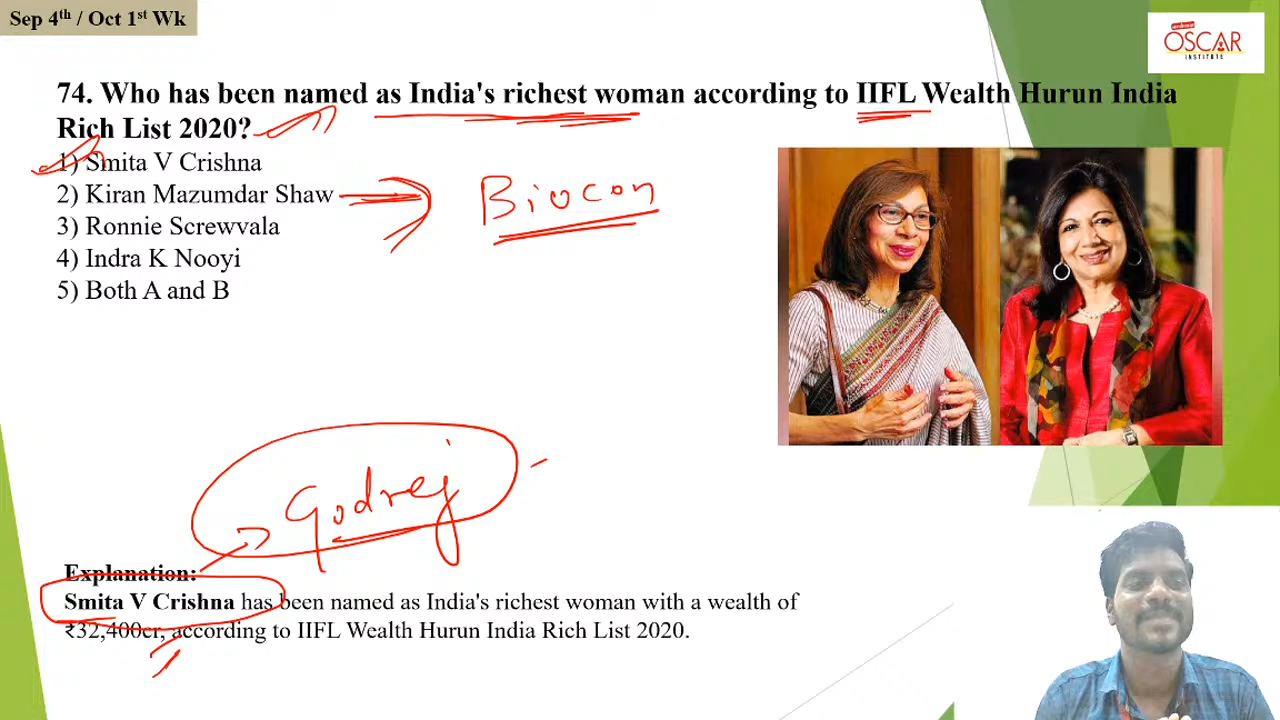 Sep 4th / Oct 1st Wk
OSCAR
INSTITUTE
74. Who has been named as India's richest woman according to IIFL Wealth Hurun India
Rich List 2020?
1) Smita V Crishna
2) Kiran Mazumdar Shaw
Biocon
3) Ronnie Screwvala
4) Indra K Nooyi
5) Both A and B
Godrej
Explanation:
Smita V Crishna has been named as India's richest woman with a wealth of
₹32,400cr, according to IIFL Wealth Hurun India Rich List 2020.